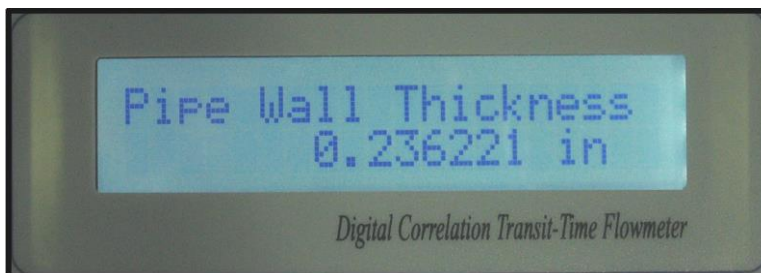 Pipe Wall Thickness
0.236221 in
Digital Correlation Transit-Time Flowmeter